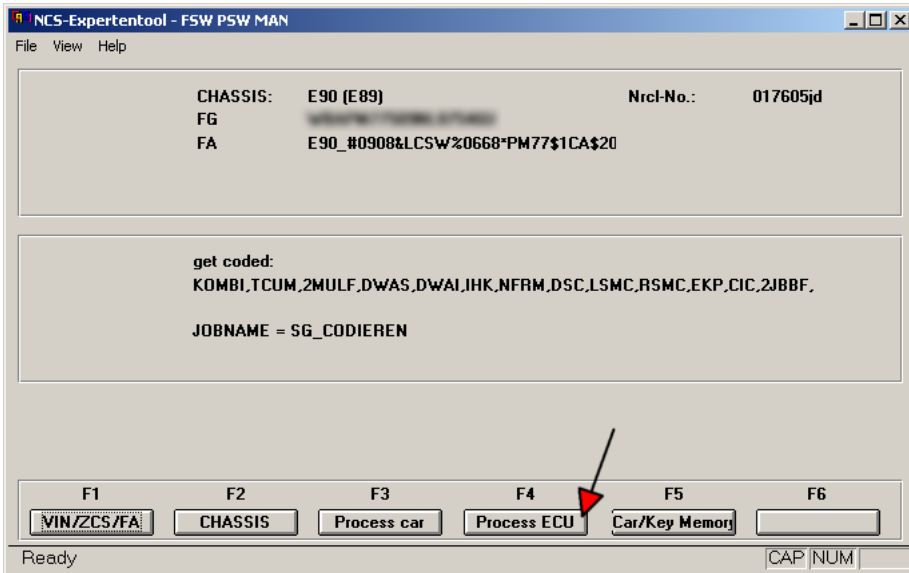 NCS-Expertentool - FSW PSW MAN
File View Help
CHASSIS: E90 (E89) Nrcl-No.: 017605jd
FG
FA E90_#0908&LCSW%0668*PM77$1CA$20
get coded:
KOMBI,TCUM,2MULF,DWAS,DWAI,IHK,NFRM,DSC,LSMC,RSMC,EKP,CIC,2JBBF,
JOBNAME = SG_CODIEREN
F1 F2 F3 F4 F5 F6
VIN/ZCS/FA CHASSIS Process car Process ECU Car/Key Memory
Ready CAP NUM